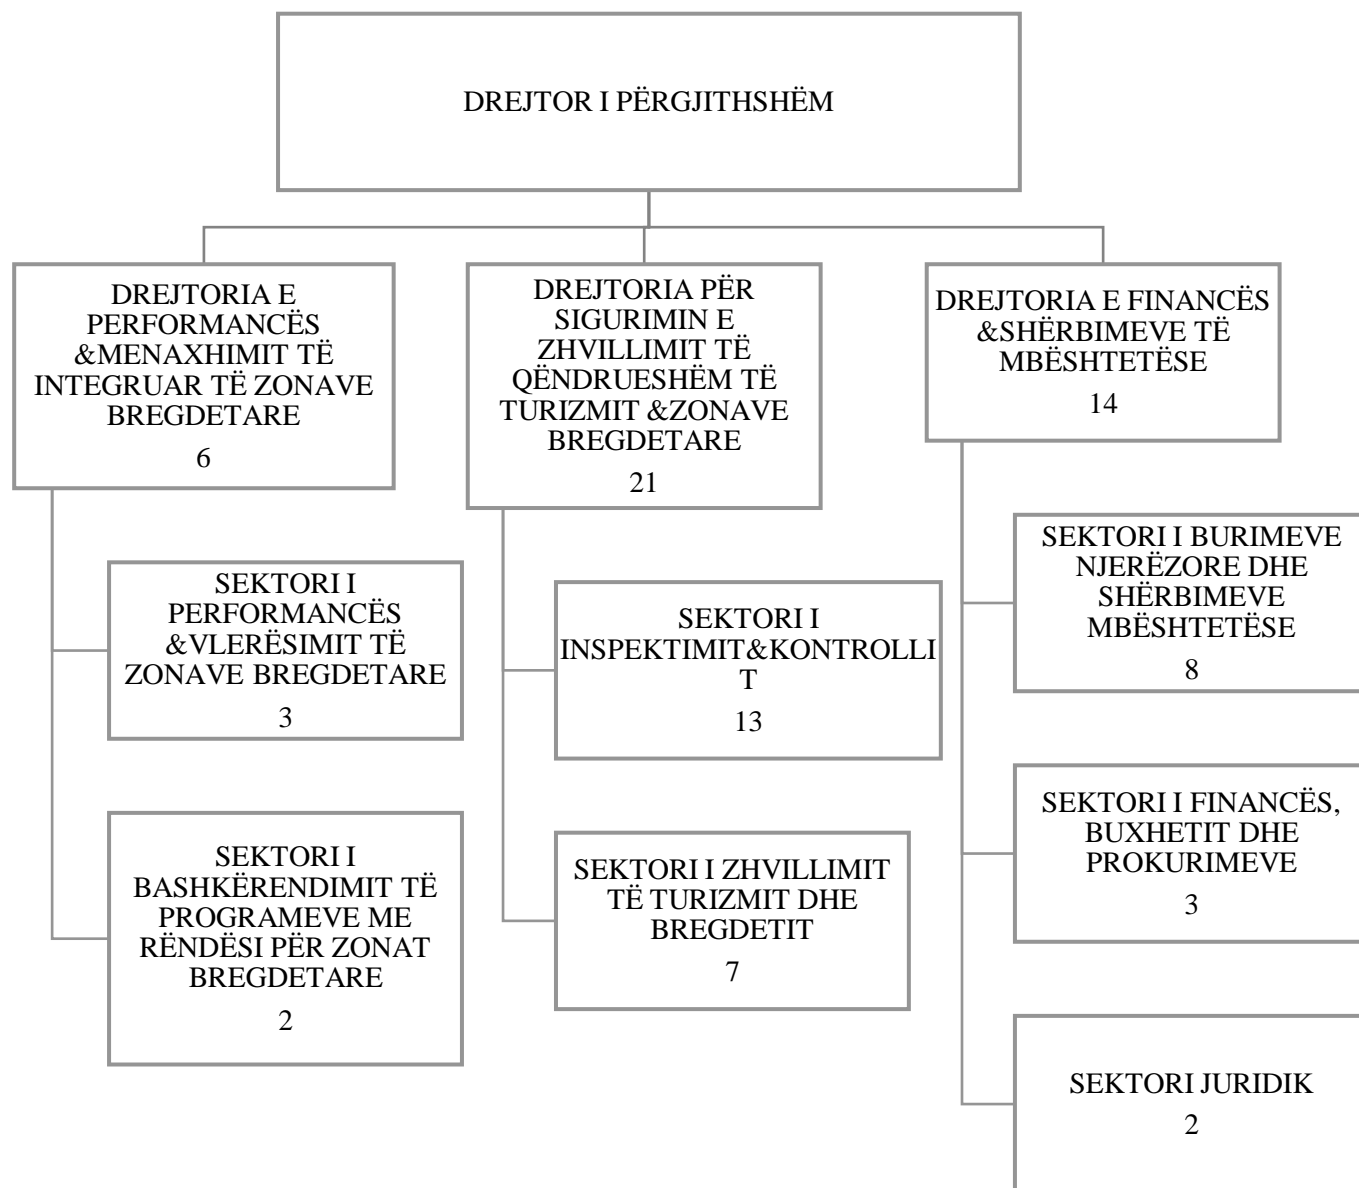 DREJTOR I PËRGJITHSHËM
DREJTORIA E
PERFORMANCËS
&MENAXHIMIT TË
INTEGRUAR TË ZONAVE
BREGDETARE
6
SEKTORI I
PERFORMANCËS
&VLERËSIMIT TË
ZONAVE BREGDETARE
3
SEKTORI I
BASHKËRENDIMIT TË
PROGRAMEVE ME
RËNDËSI PËR ZONAT
BREGDETARE
2
DREJTORIA PËR
SIGURIMIN E
ZHVILLIMIT TË
QËNDRUESHËM TË
TURIZMIT &ZONAVE
BREGDETARE
21
SEKTORI I
INSPEKTIMIT&KONTROLLI
T
13
SEKTORI I ZHVILLIMIT
TË TURIZMIT DHE
BREGDETIT
7
DREJTORIA E FINANCËS
&SHËRBIMEVE TË
MBËSHTETËSE
14
SEKTORI I BURIMEVE
NJERËZORE DHE
SHËRBIMEVE
MBËSHTETËSE
8
SEKTORI I FINANCËS,
BUXHETIT DHE
PROKURIMEVE
3
SEKTORI JURIDIK
2